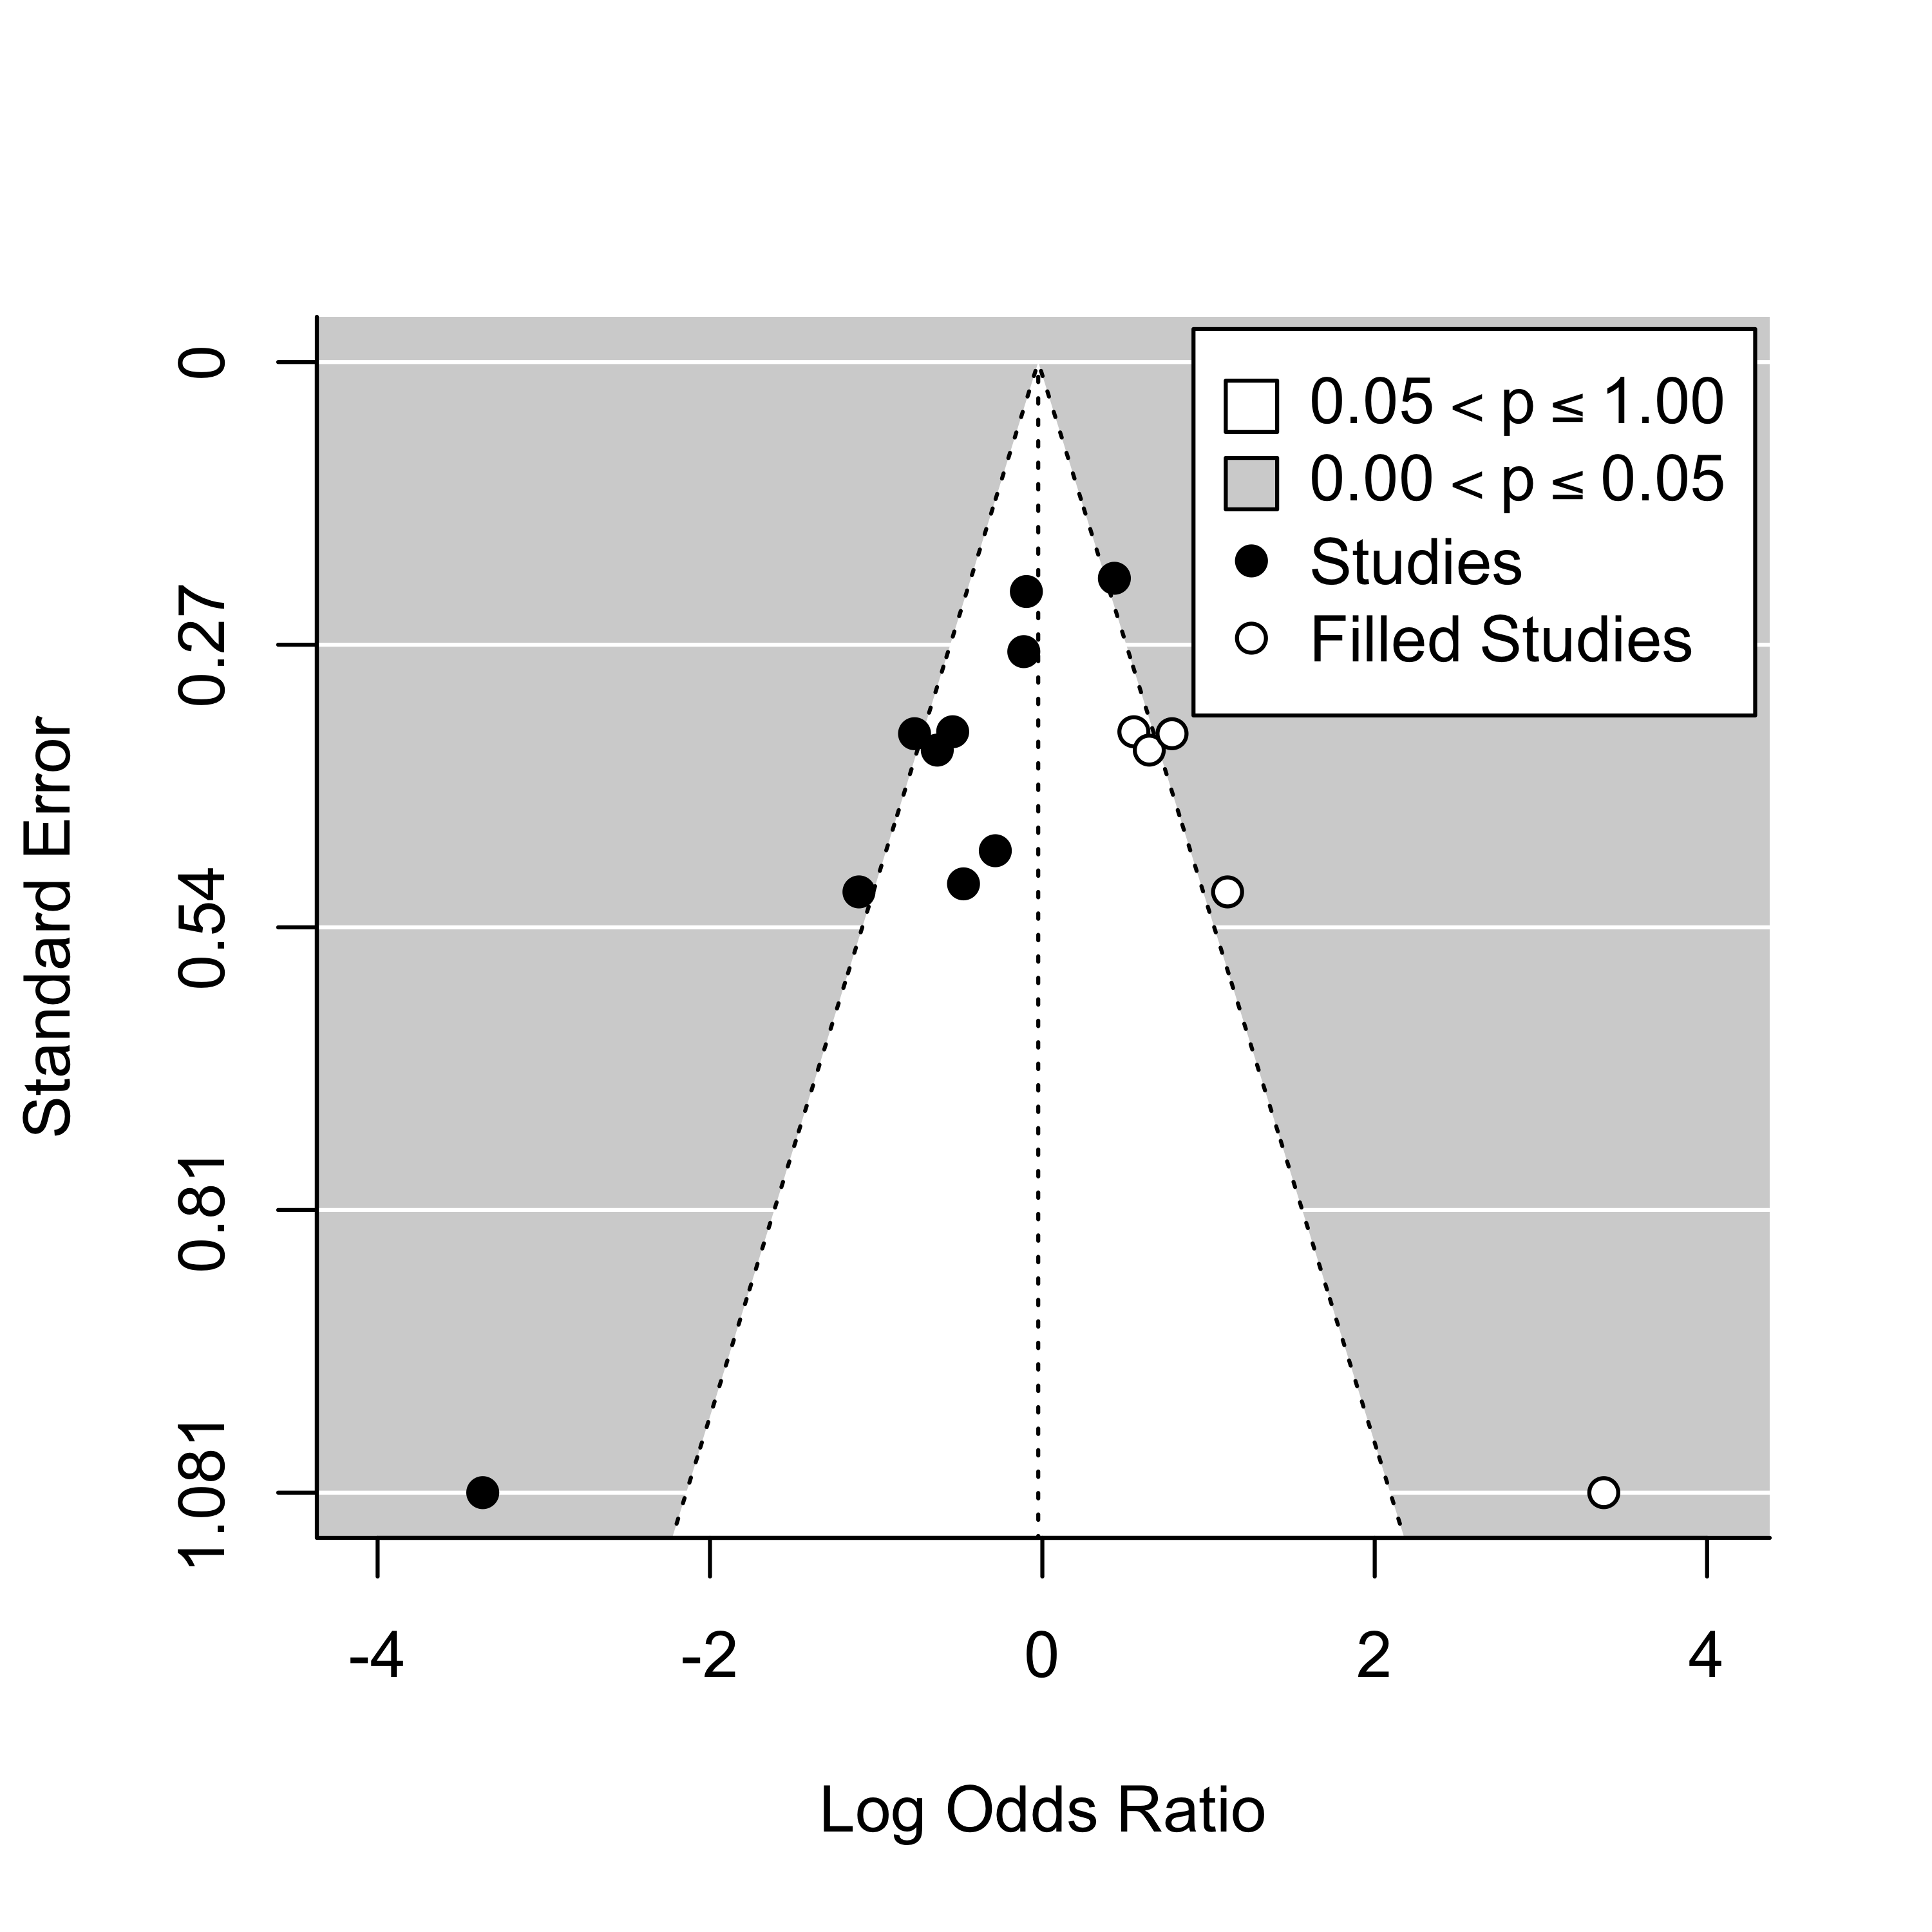 0.05 < p ≤ 1.00
0.00 < p ≤ 0.05
Studies
Filled Studies
Standard Error
0
0.27
0.54
0.81
1.081
-4
-2
0
2
4
Log Odds Ratio